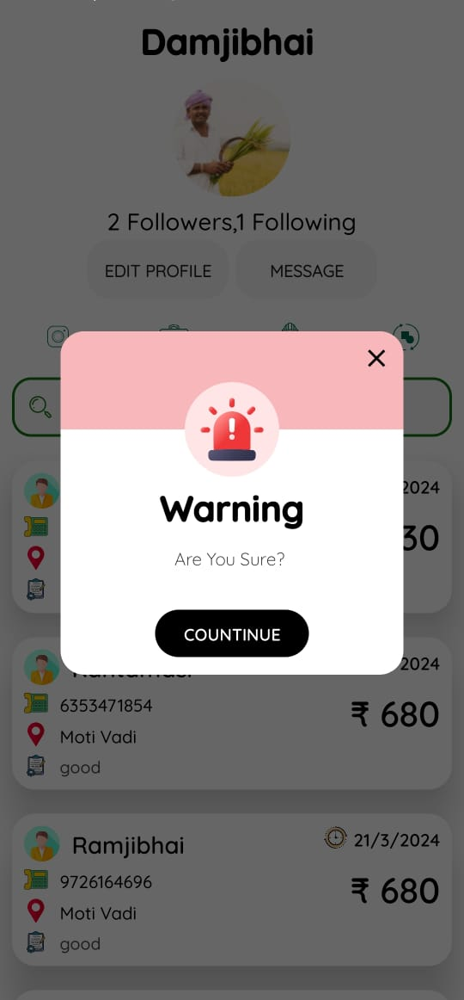 Damjibhai
2 Followers,1 Following
EDIT PROFILE
MESSAGE
2024
30
Warning
Are You Sure?
COUNTINUE
2024
6353471854
₹ 680
Moti Vadi
good
Ramjibhai
21/3/2024
9726164696
₹ 680
Moti Vadi
good